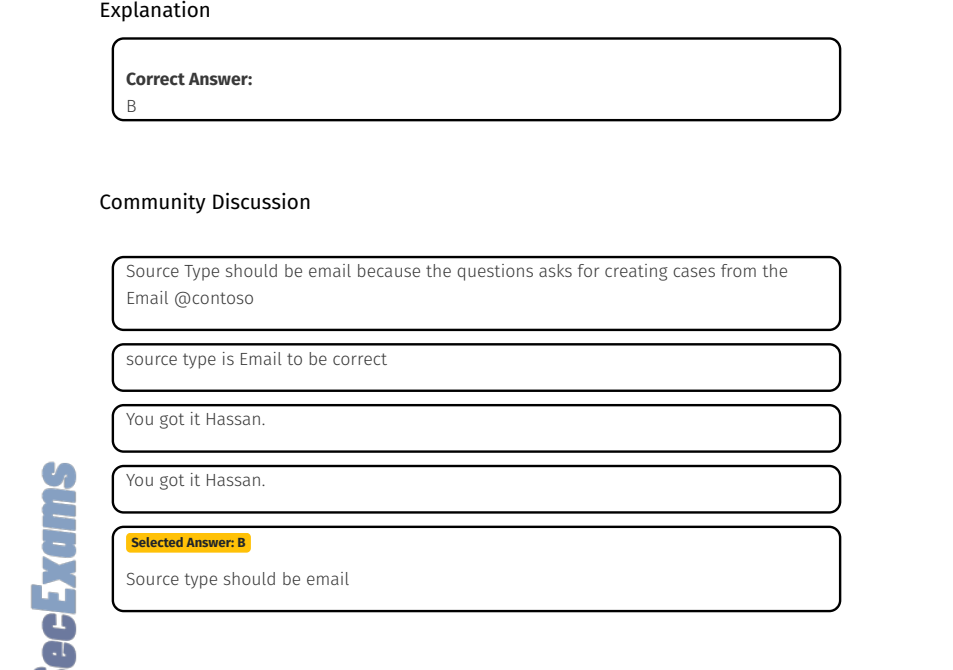 Explanation
Correct Answer:
B
Community Discussion
Source Type should be email because the questions asks for creating cases from the
Email @contoso
source type is Email to be correct
You got it Hassan.
You got it Hassan.
Selected Answer: B
Source type should be email